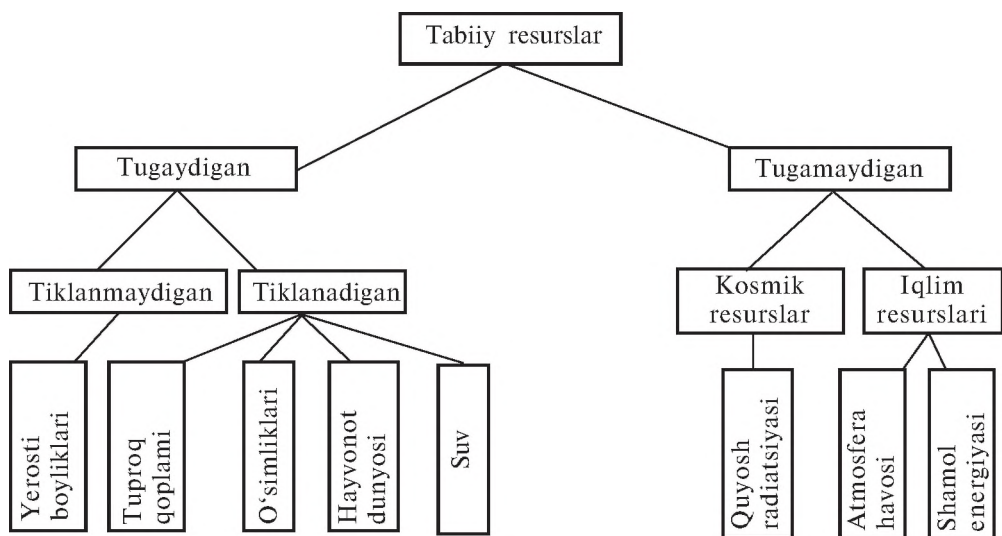 Tabiiy resurslar
Tugaydigan
Tugamaydigan
Tiklanmaydigan
Tiklanadigan
Kosmik
resurslar
Iqlim
resurslari
Yerosti
boyliklari
Tuproq
qoplami
O‘simliklari
Hayvonot
dunyosi
Suv
Quyosh
radiatsiyasi
Atmosfera
havosi
Shamol
energiyasi